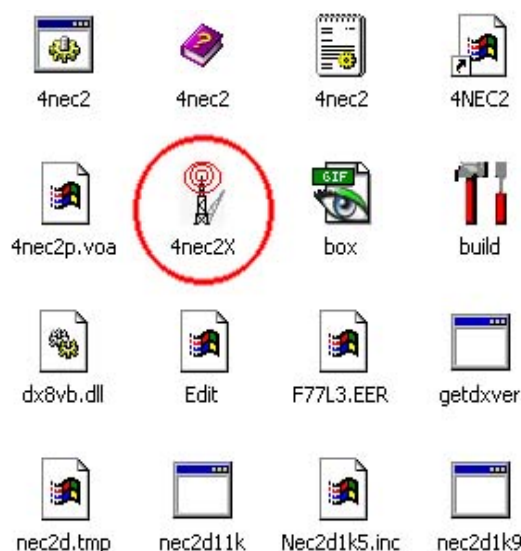 4nec2 4nec2 4nec2 4NEC2
4nec2p.voa 4nec2X GIF box build
dx8vb.dll Edit F77L3.EER getdxver
nec2d.tmp nec2d11k Nec2d1k5.inc nec2d1k9